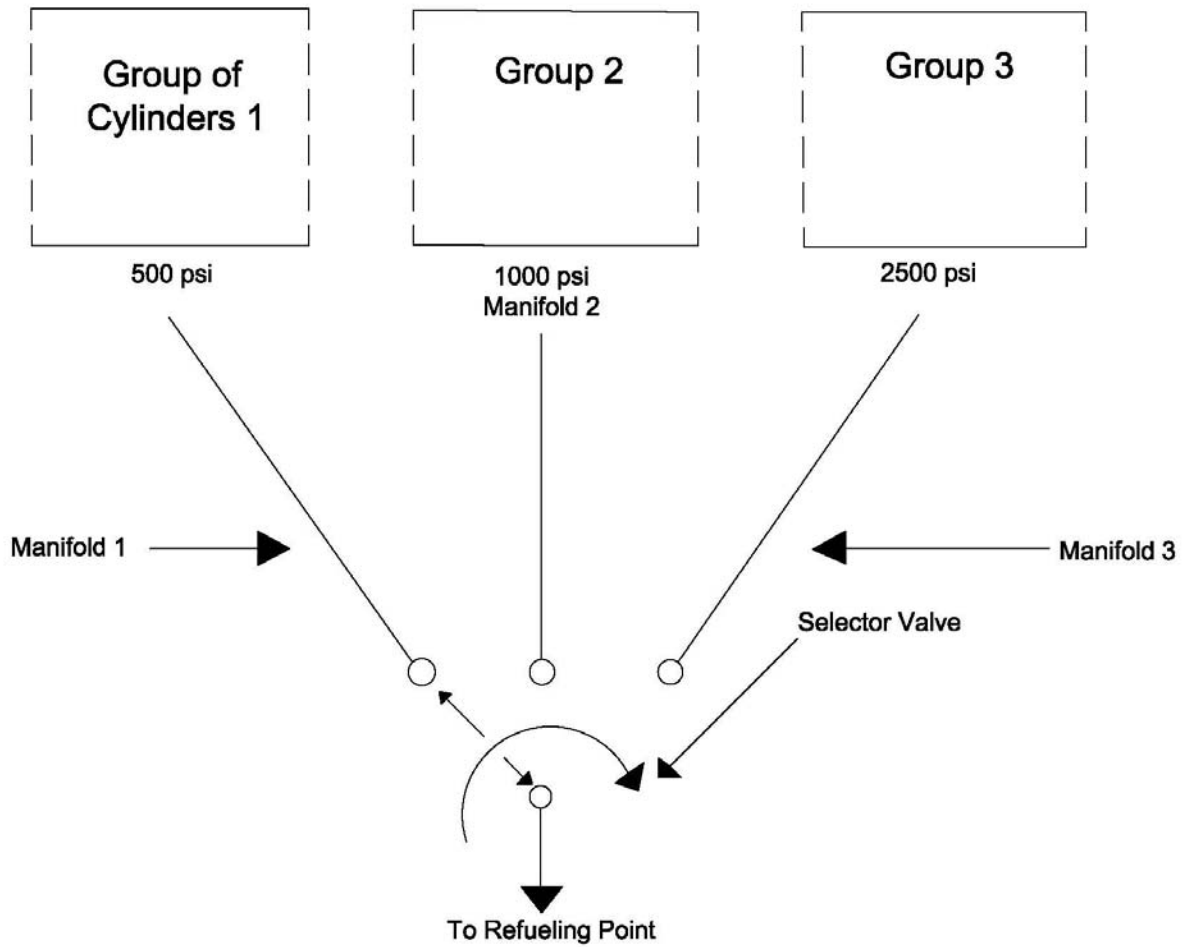 Group of
Cylinders 1
Group 2
Group 3
500 psi
1000 psi
Manifold 2
2500 psi
Manifold 1
Manifold 3
Selector Valve
To Refueling Point